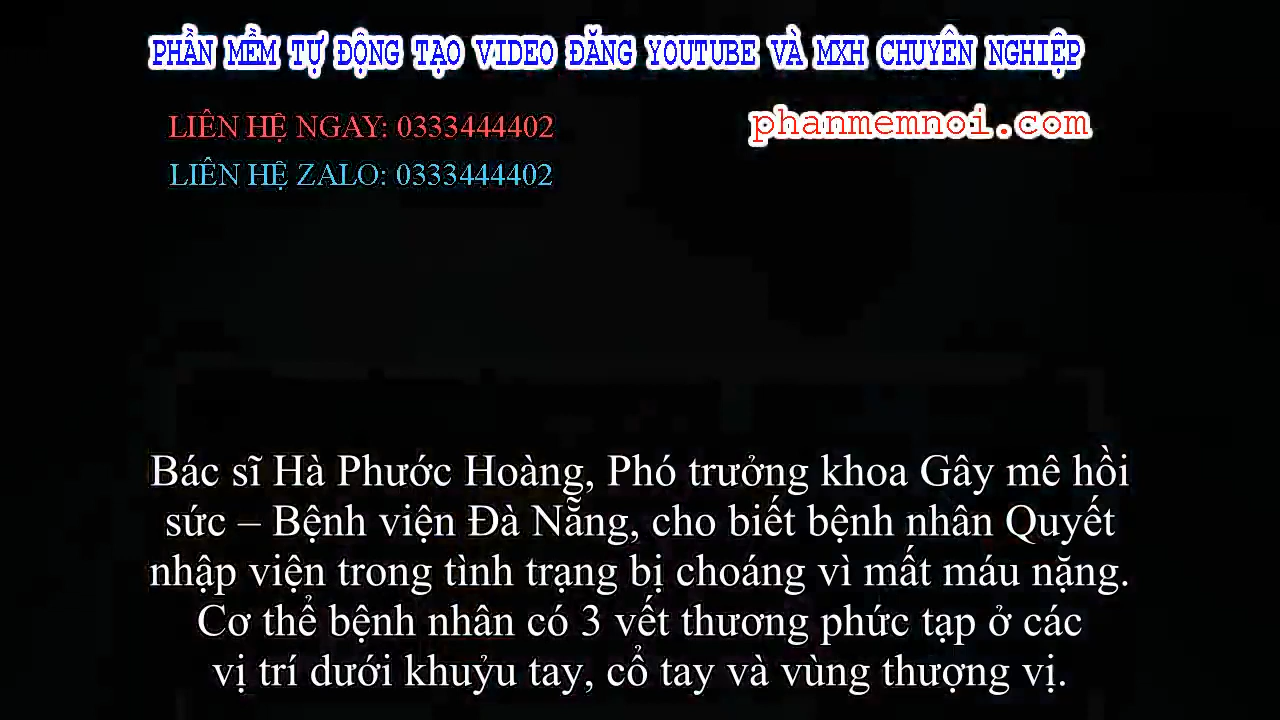 PHẦN MỀM TỰ ĐỘNG TẠO VIDEO ĐĂNG YOUTUBE VÀ MXH CHUYÊN NGHIỆP
LIÊN HỆ NGAY: 0333444402
phanmemnoi.com
LIÊN HỆ ZALO: 0333444402
Bác sĩ Hà Phước Hoàng, Phó trưởng khoa Gây mê hồi
sức – Bệnh viện Đà Nẵng, cho biết bệnh nhân Quyết
nhập viện trong tình trạng bị choáng vì mất máu nặng.
Cơ thể bệnh nhân có 3 vết thương phức tạp ở các
vị trí dưới khuỷu tay, cổ tay và vùng thượng vị.